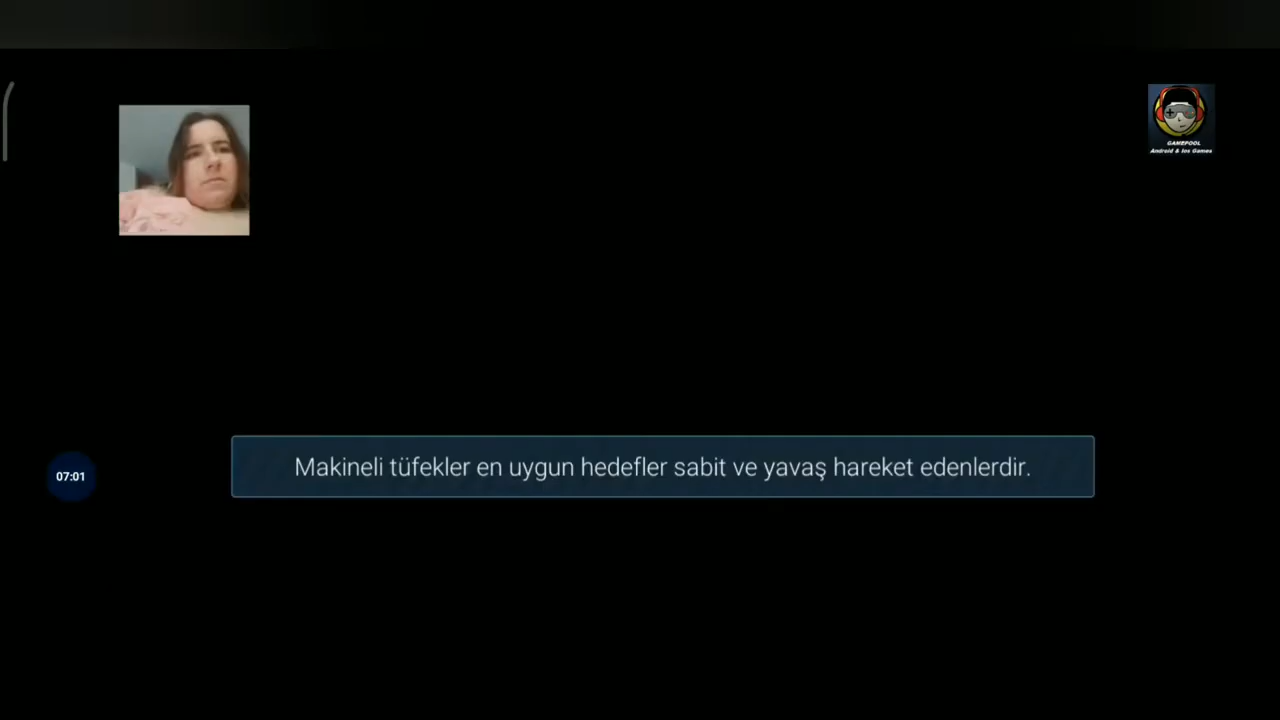 GAMEPOOL
Android & Ios Games
07:01
Makineli tüfekler en uygun hedefler sabit ve yavaş hareket edenlerdir.